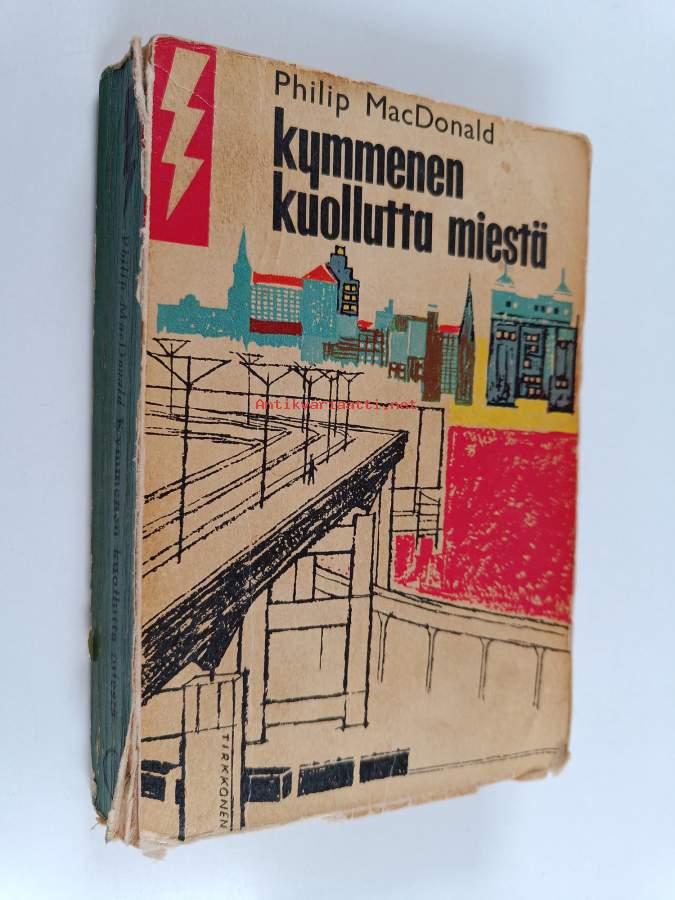 Philip MacDonald
kymmenen
kuollutta miestä
Antikvariaatti.net
Philip MacDonald Kymmenen kuollutta miestä
TIRKKONEN